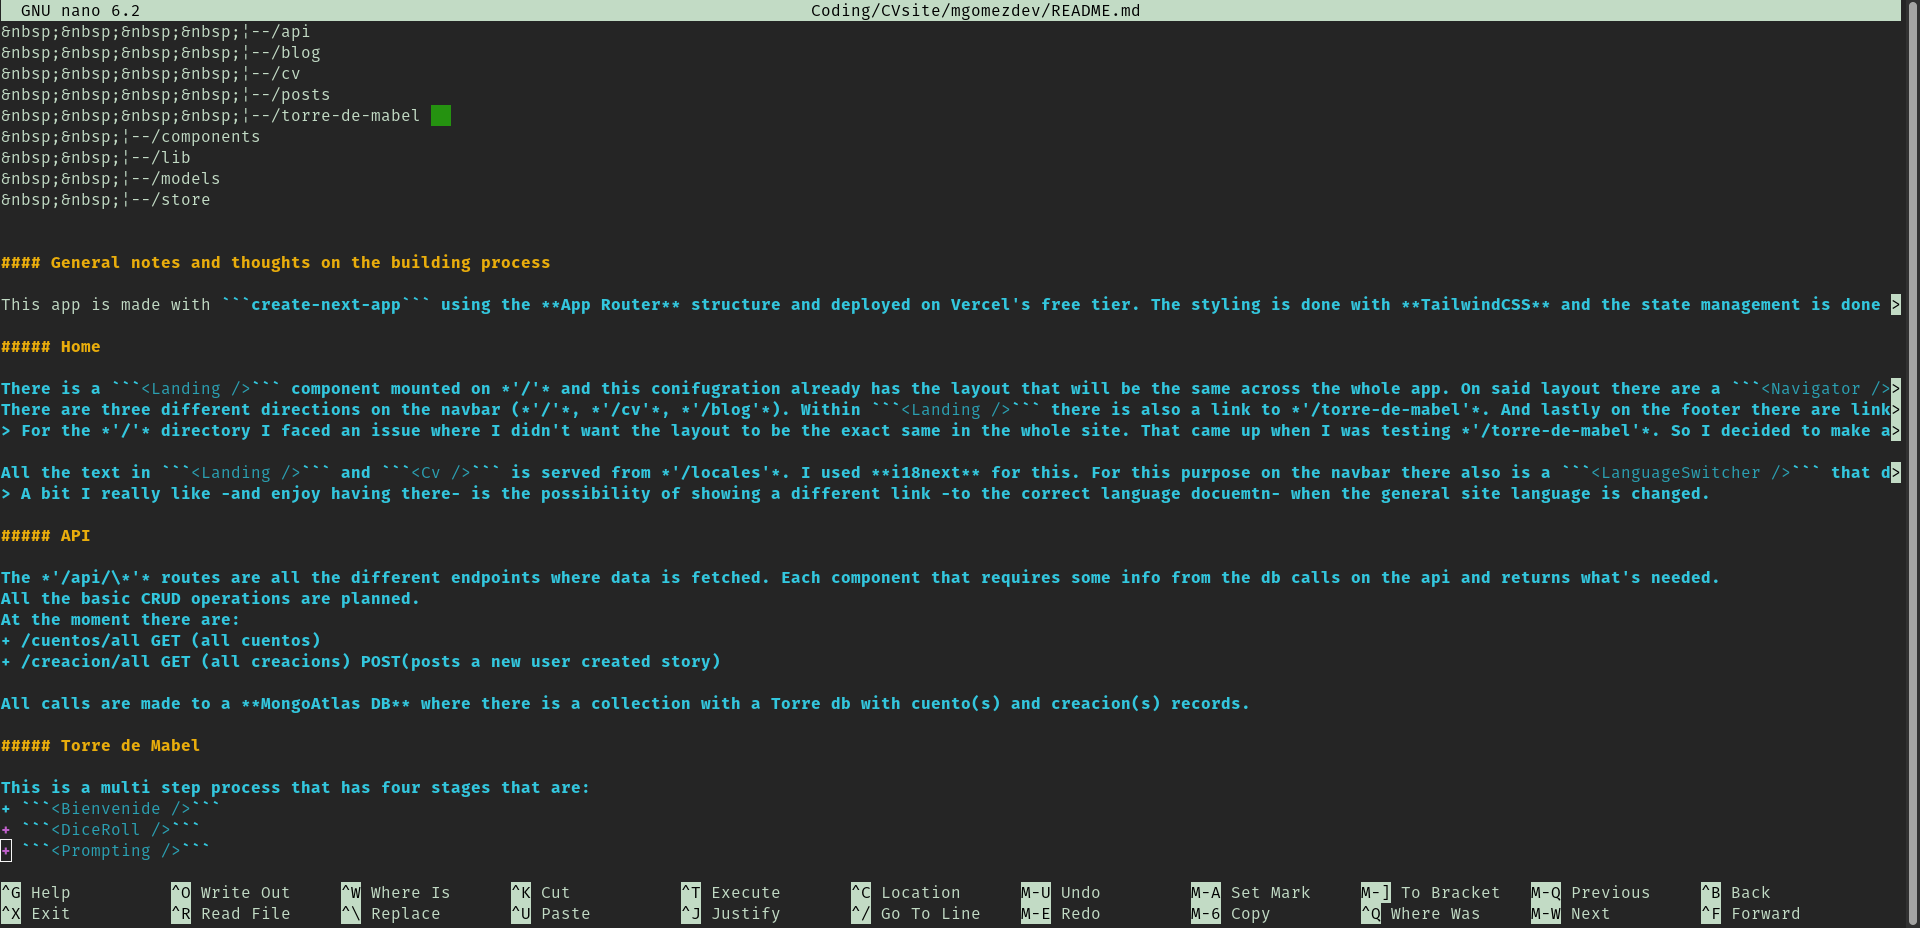 GNU nano 6.2 Coding/CVsite/mgomezdev/README.md
&nbsp;&nbsp;&nbsp;&nbsp;¦--/api
&nbsp;&nbsp;&nbsp;&nbsp;¦--/blog
&nbsp;&nbsp;&nbsp;&nbsp;¦--/cv
&nbsp;&nbsp;&nbsp;&nbsp;¦--/posts
&nbsp;&nbsp;&nbsp;&nbsp;¦--/torre-de-mabel
&nbsp;&nbsp;¦--/components
&nbsp;&nbsp;¦--/lib
&nbsp;&nbsp;¦--/models
&nbsp;&nbsp;¦--/store
#### General notes and thoughts on the building process
This app is made with ```create-next-app``` using the **App Router** structure and deployed on Vercel's free tier. The styling is done with **TailwindCSS** and the state management is done >
##### Home
There is a ```<Landing />``` component mounted on *'/'* and this conifugration already has the layout that will be the same across the whole app. On said layout there are a ```<Navigator />>
There are three different directions on the navbar (*'/'*, *'/cv'*, *'/blog'*). Within ```<Landing />``` there is also a link to *'/torre-de-mabel'*. And lastly on the footer there are link>
> For the *'/'* directory I faced an issue where I didn't want the layout to be the exact same in the whole site. That came up when I was testing *'/torre-de-mabel'*. So I decided to make a>
All the text in ```<Landing />``` and ```<Cv />``` is served from *'/locales'*. I used **i18next** for this. For this purpose on the navbar there also is a ```<LanguageSwitcher />``` that d>
> A bit I really like -and enjoy having there- is the possibility of showing a different link -to the correct language docuemtn- when the general site language is changed.
##### API
The *'/api/\*'* routes are all the different endpoints where data is fetched. Each component that requires some info from the db calls on the api and returns what's needed.
All the basic CRUD operations are planned.
At the moment there are:
+ /cuentos/all GET (all cuentos)
+ /creacion/all GET (all creacions) POST(posts a new user created story)
All calls are made to a **MongoAtlas DB** where there is a collection with a Torre db with cuento(s) and creacion(s) records.
##### Torre de Mabel
This is a multi step process that has four stages that are:
+ ```<Bienvenide />```
+ ```<DiceRoll />```
+ ```<Prompting />```
^G Help ^O Write Out ^W Where Is ^K Cut ^T Execute ^C Location M-U Undo M-A Set Mark M-] To Bracket M-Q Previous ^B Back
^X Exit ^R Read File ^\ Replace ^U Paste ^J Justify ^/ Go To Line M-E Redo M-6 Copy ^Q Where Was M-W Next ^F Forward